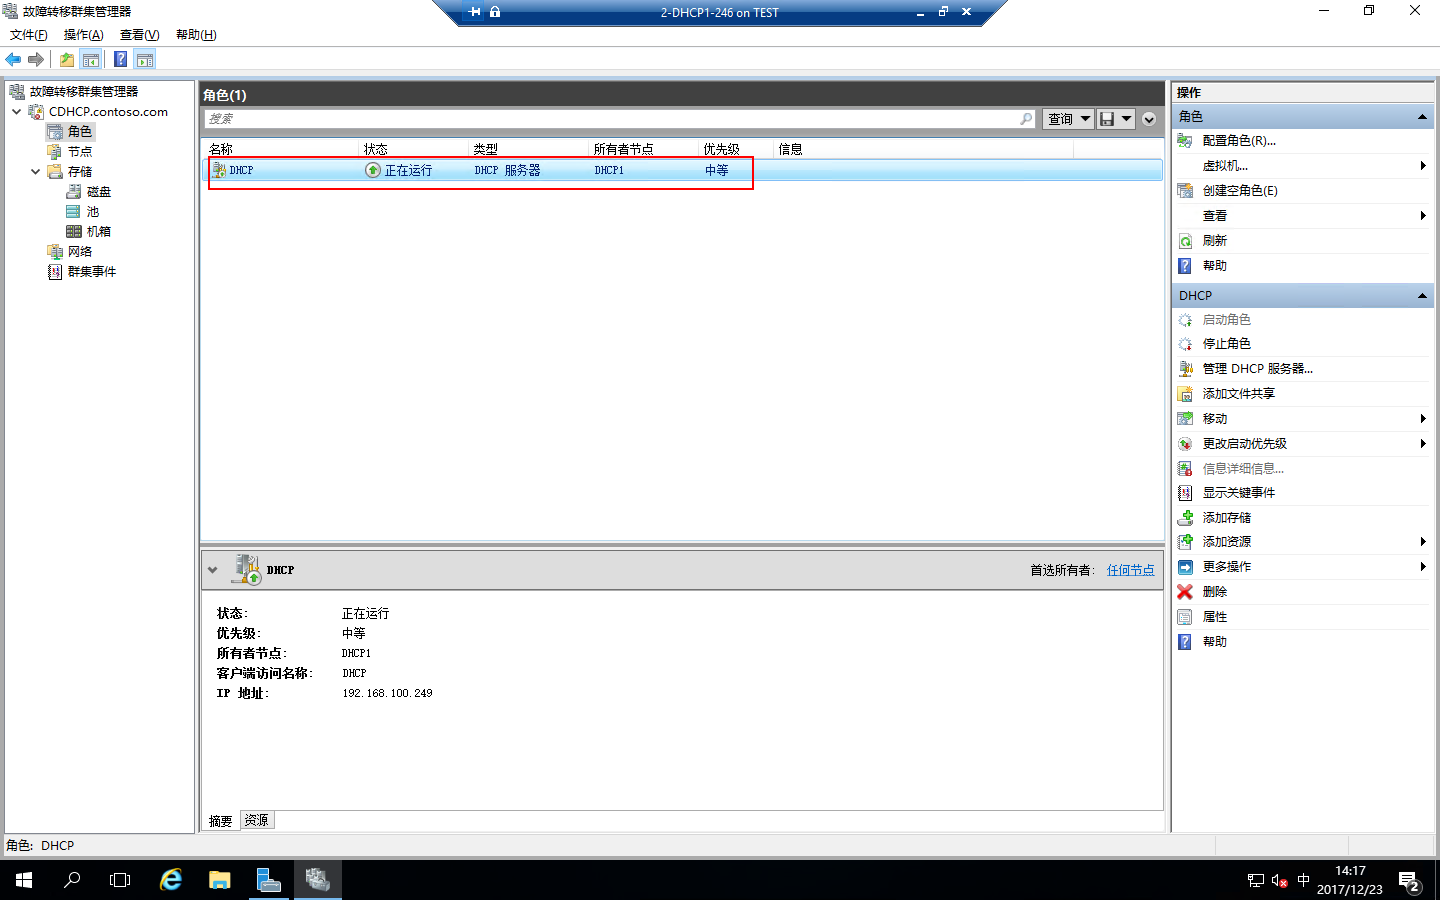 故障转移群集管理器
2-DHCP1-246 on TEST
文件(F) 操作(A) 查看(V) 帮助(H)
故障转移群集管理器
CDHCP.contoso.com
角色
节点
存储
磁盘
池
机箱
网络
群集事件
角色(1)
搜索
查询
名称 状态 类型 所有者节点 优先级 信息
DHCP 正在运行 DHCP 服务器 DHCP1 中等
DHCP
首选所有者: 任何节点
状态: 正在运行
优先级: 中等
所有者节点: DHCP1
客户端访问名称: DHCP
IP 地址: 192.168.100.249
摘要 资源
操作
角色
配置角色(R)...
虚拟机...
创建空角色(E)
查看
刷新
帮助
DHCP
启动角色
停止角色
管理 DHCP 服务器...
添加文件共享
移动
更改启动优先级
信息详细信息...
显示关键事件
添加存储
添加资源
更多操作
删除
属性
帮助
角色: DHCP
中
14:17
2017/12/23
2